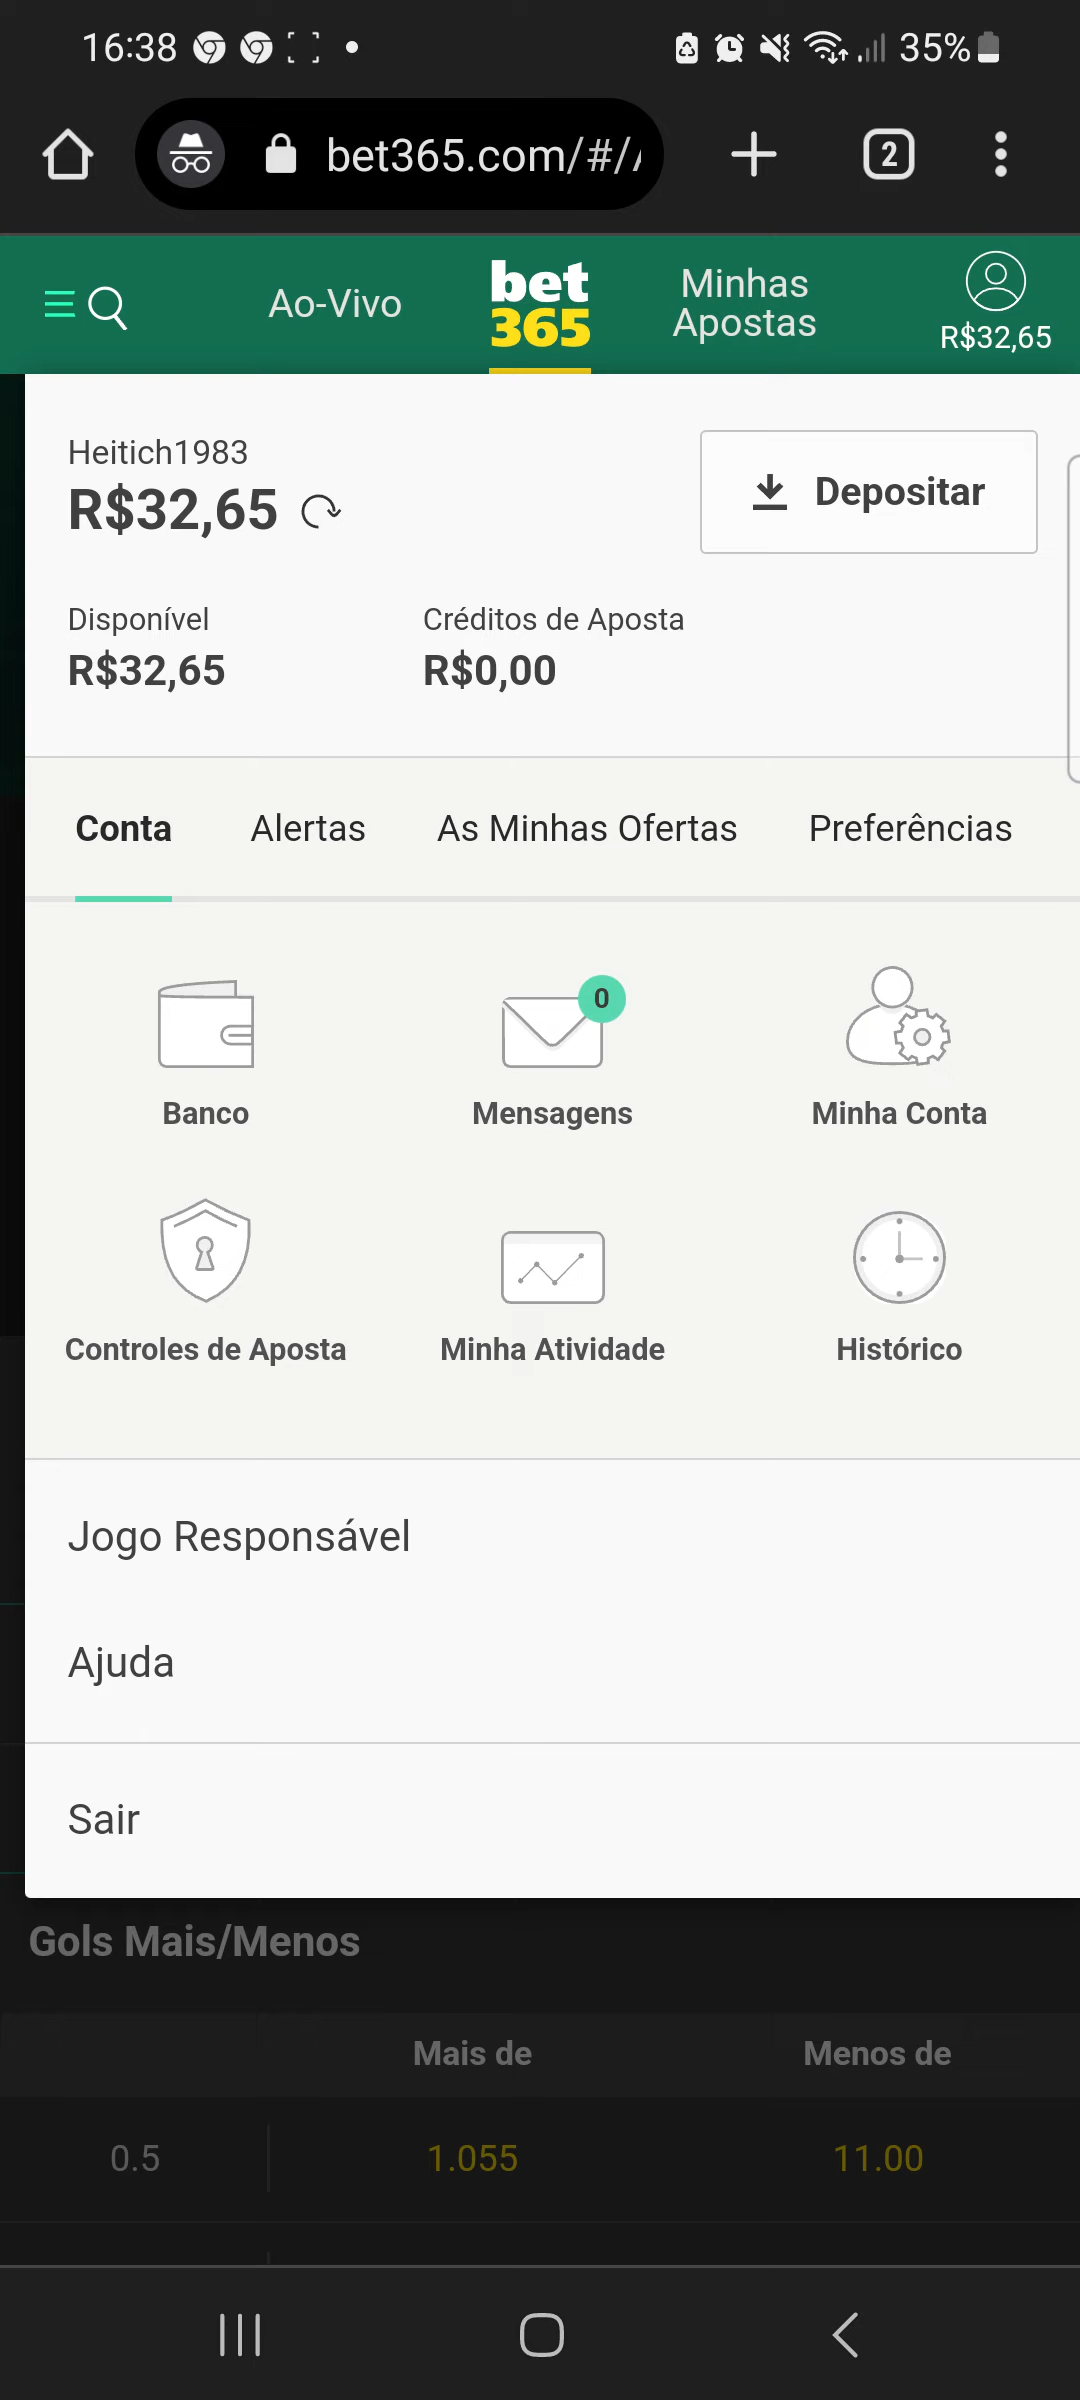 16:38
35%
bet365.com/#/
2
Ao-Vivo
bet
365
Minhas
Apostas
R$32,65
Heitich1983
R$32,65
Depositar
Disponível
Créditos de Aposta
R$32,65
R$0,00
Conta
Alertas
As Minhas Ofertas
Preferências
0
Banco
Mensagens
Minha Conta
Controles de Aposta
Minha Atividade
Histórico
Jogo Responsável
Ajuda
Sair
Gols Mais/Menos
Mais de
Menos de
0.5
1.055
11.00